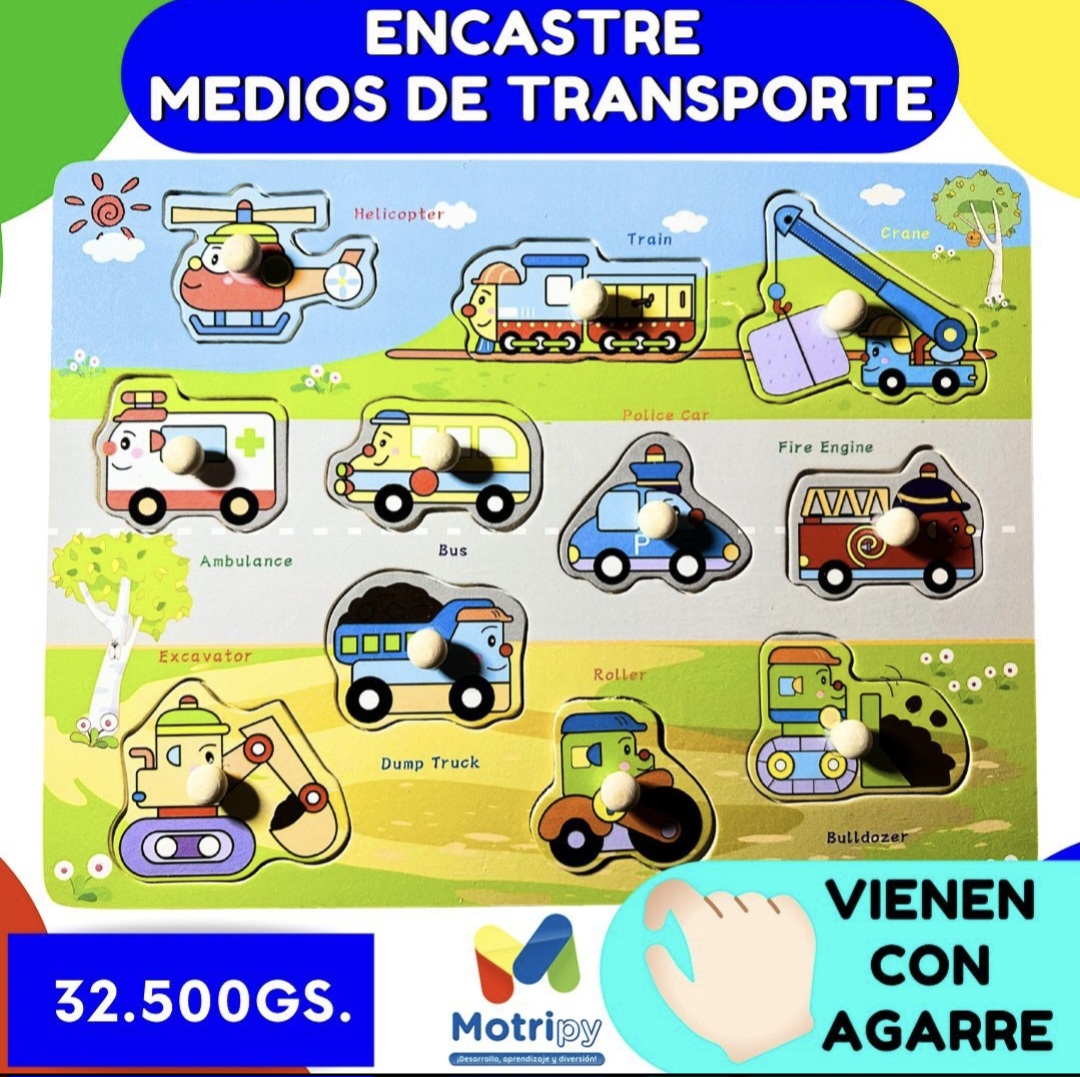 ENCASTRE
MEDIOS DE TRANSPORTE
Helicopter
Train
Crane
Police Car
Fire Engine
Ambulance
Bus
Excavator
Roller
Dump Truck
Bulldozer
P
32.500GS.
Motripy
¡Desarrollo, aprendizaje y diversión!
VIENEN
CON
AGARRE